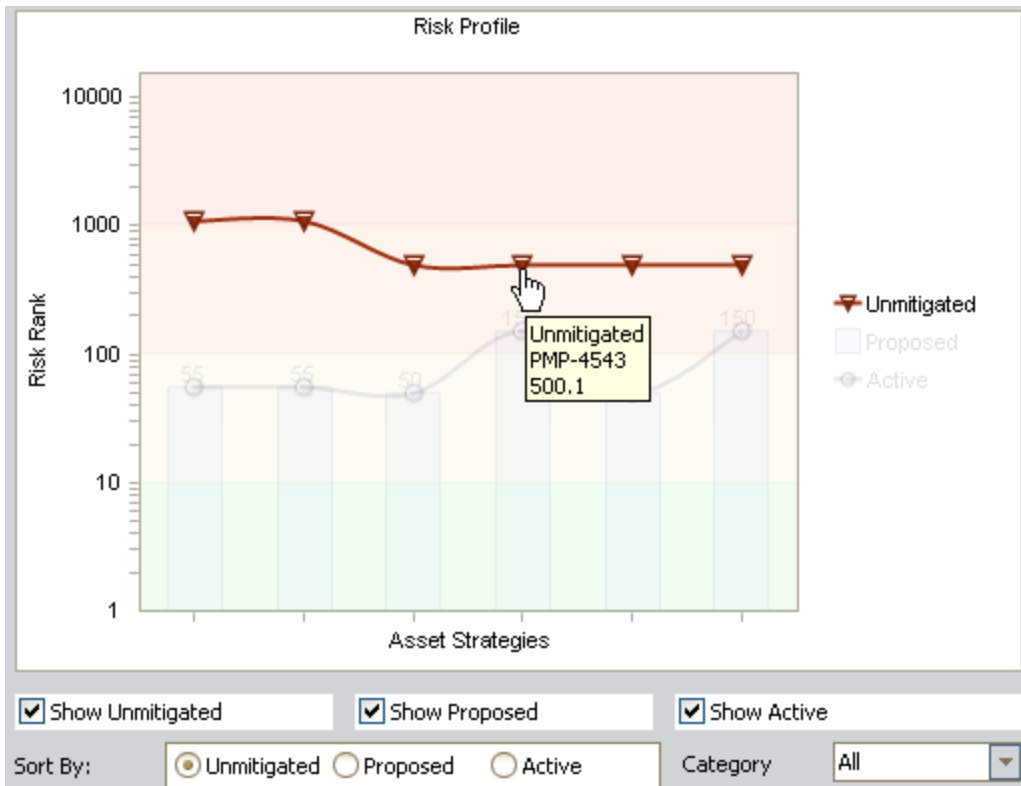 Risk Profile
10000
1000
100
10
1
Risk Rank
55
55
50
150
Unmitigated
PMP-4543
500.1
Asset Strategies
Unmitigated
Proposed
Active
Show Unmitigated
Show Proposed
Show Active
Sort By:
Unmitigated
Proposed
Active
Category
All